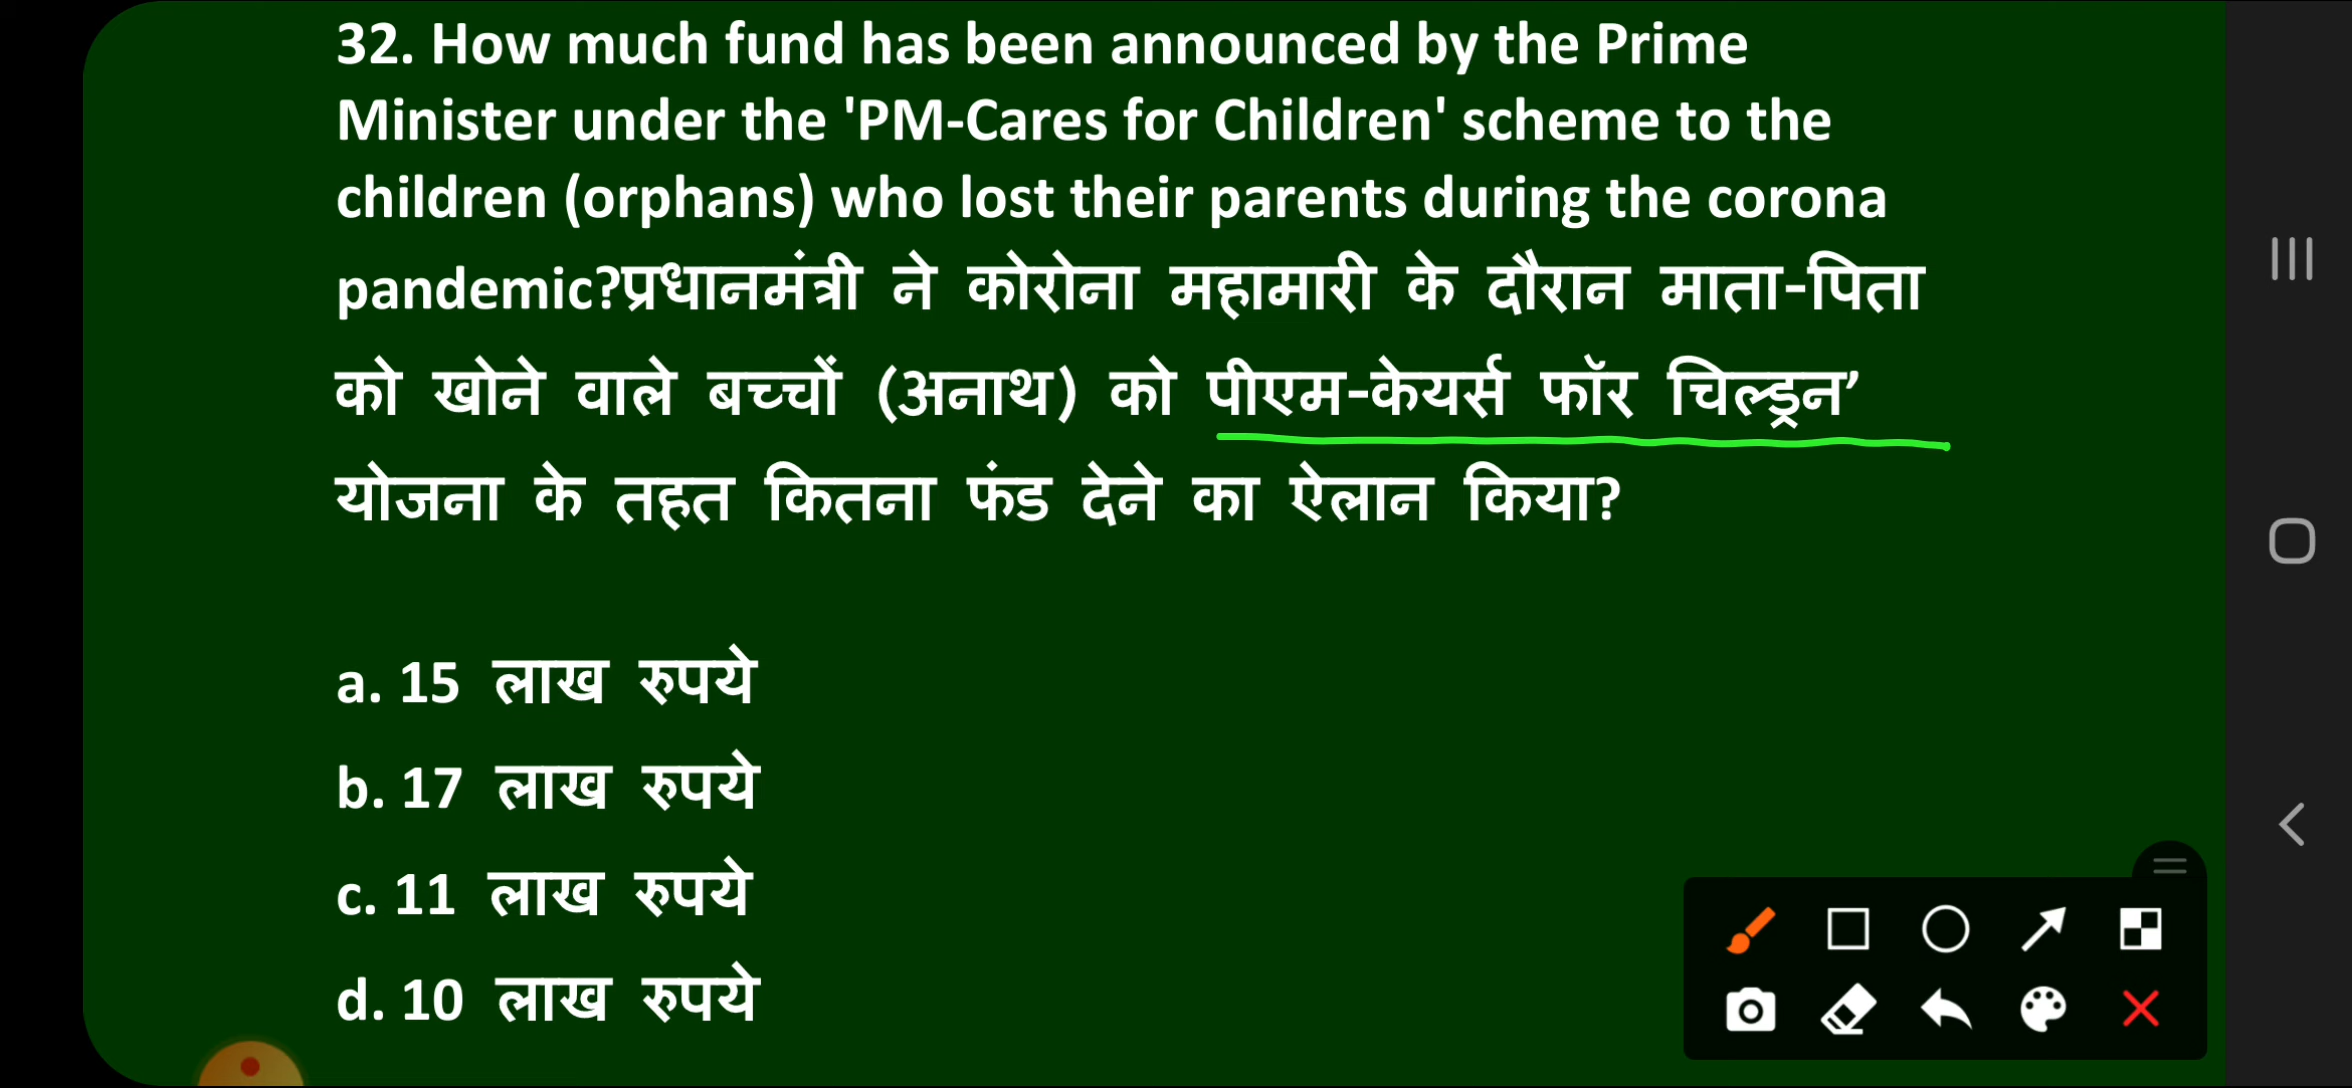 32. How much fund has been announced by the Prime
Minister under the 'PM-Cares for Children' scheme to the
children (orphans) who lost their parents during the corona
pandemic?प्रधानमंत्री ने कोरोना महामारी के दौरान माता-पिता
को खोने वाले बच्चों (अनाथ) को पीएम-केयर्स फॉर चिल्ड्रन’
योजना के तहत कितना फंड देने का ऐलान किया?
a. 15 लाख रुपये
b. 17 लाख रुपये
c. 11 लाख रुपये
d. 10 लाख रुपये